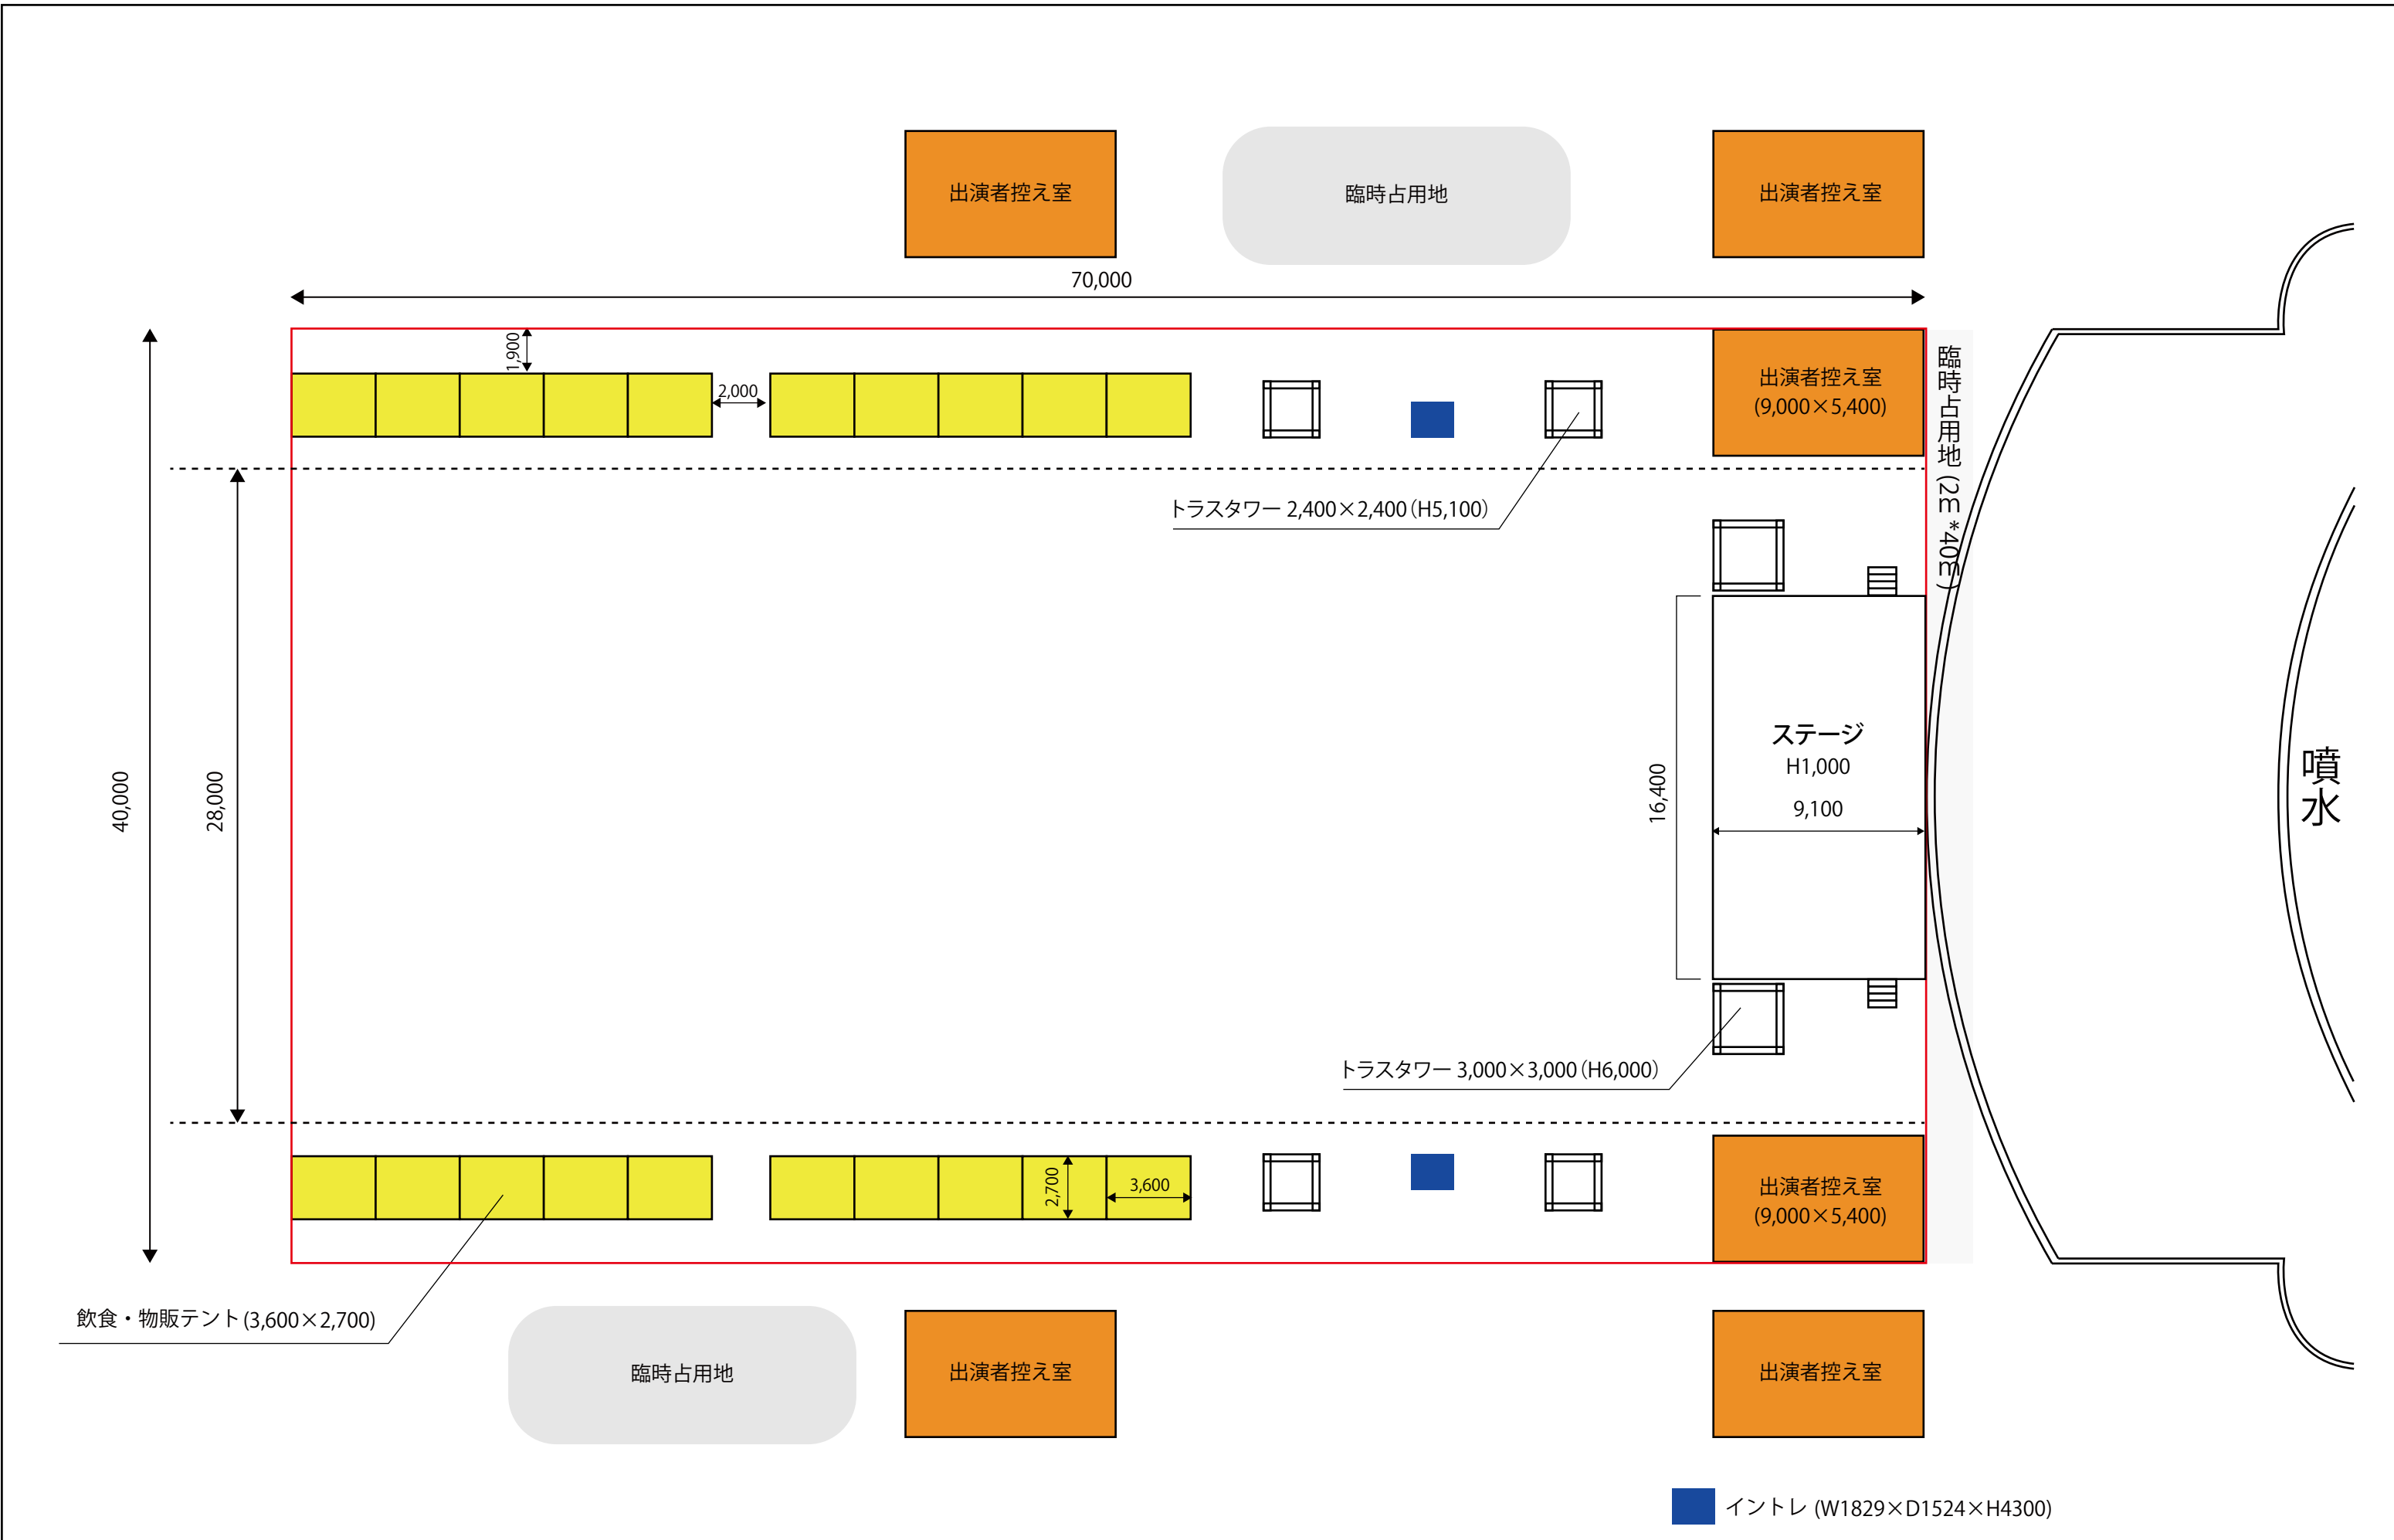 出演者控え室
臨時占用地
出演者控え室
70,000
1,900
2,000
出演者控え室
(9,000×5,400)
臨時占用地(2m*40m)
トラスタワー 2,400×2,400(H5,100)
40,000
28,000
16,400
ステージ
H1,000
9,100
噴水
トラスタワー 3,000×3,000(H6,000)
2,700
3,600
出演者控え室
(9,000×5,400)
飲食・物販テント(3,600×2,700)
臨時占用地
出演者控え室
出演者控え室
イントレ (W1829×D1524×H4300)